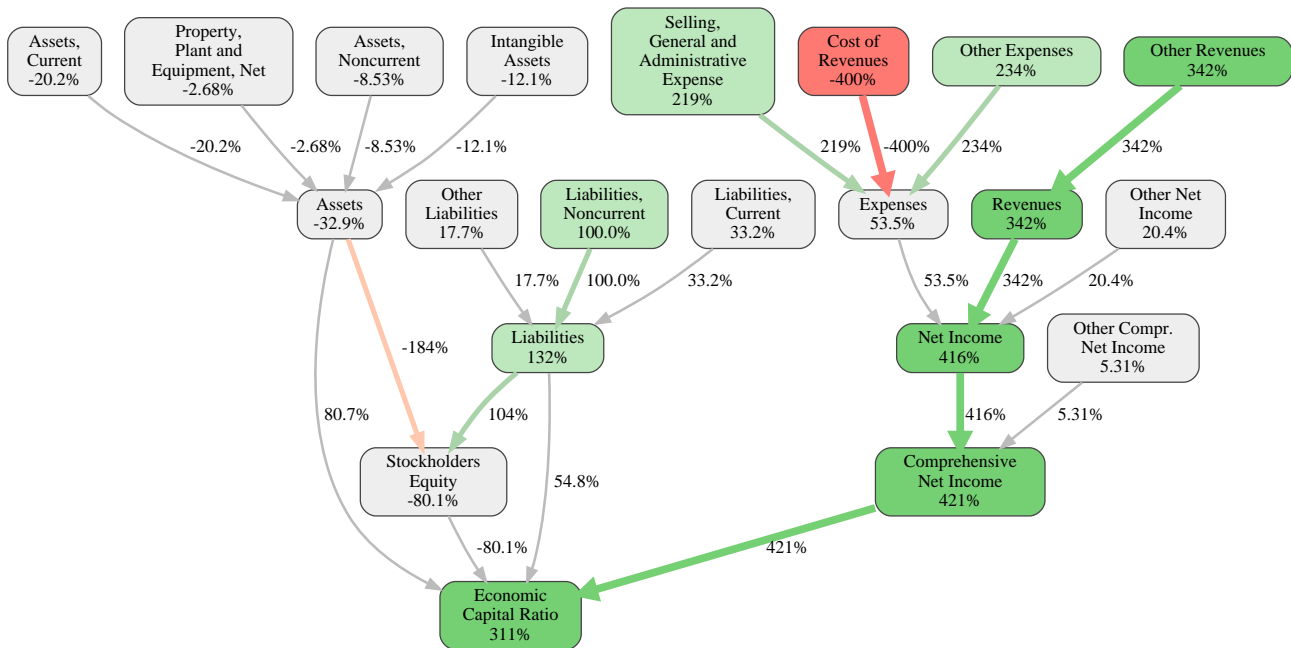 Assets,
Current
-20.2%
Property,
Plant and
Equipment, Net
-2.68%
Assets,
Noncurrent
-8.53%
Intangible
Assets
-12.1%
Selling,
General and
Administrative
Expense
219%
Cost of
Revenues
-400%
Other Expenses
234%
Other Revenues
342%
-20.2%
-2.68%
-8.53%
-12.1%
219%
-400%
234%
342%
Assets
-32.9%
Other
Liabilities
17.7%
Liabilities,
Noncurrent
100.0%
Liabilities,
Current
33.2%
Expenses
53.5%
Revenues
342%
Other Net
Income
20.4%
17.7%
100.0%
33.2%
53.5%
342%
20.4%
-184%
Liabilities
132%
Net Income
416%
Other Compr.
Net Income
5.31%
80.7%
104%
416%
5.31%
Stockholders
Equity
-80.1%
54.8%
Comprehensive
Net Income
421%
-80.1%
421%
Economic
Capital Ratio
311%